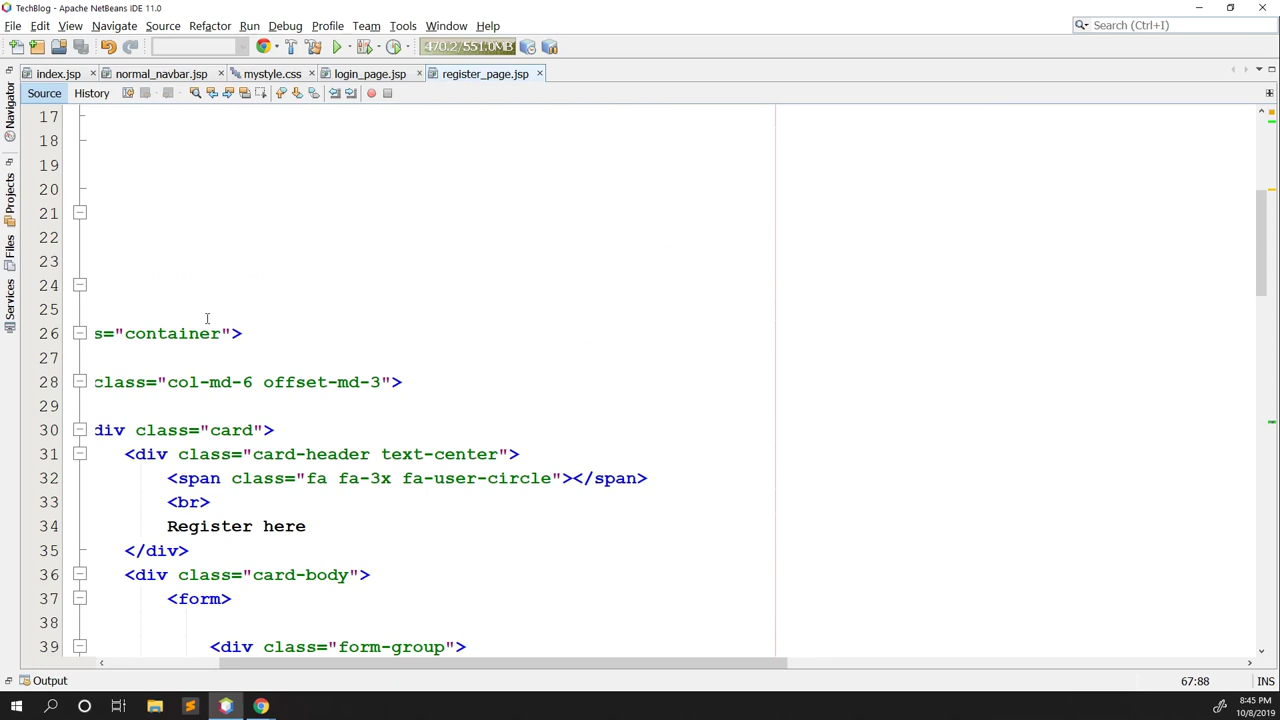 TechBlog - Apache NetBeans IDE 11.0
File Edit View Navigate Source Refactor Run Debug Profile Team Tools Window Help
Search (Ctrl+I)
470.2/551.0MB
index.jsp normal_navbar.jsp mystyle.css login_page.jsp register_page.jsp
Source History
Navigator
Projects
Files
Services
17
18
19
20
21
22
23
24
25
26 s="container">
27
28 class="col-md-6 offset-md-3">
29
30 div class="card">
31 <div class="card-header text-center">
32 <span class="fa fa-3x fa-user-circle"></span>
33 <br>
34 Register here
35 </div>
36 <div class="card-body">
37 <form>
38
39 <div class="form-group">
Output
67:88 INS
8:45 PM
10/8/2019